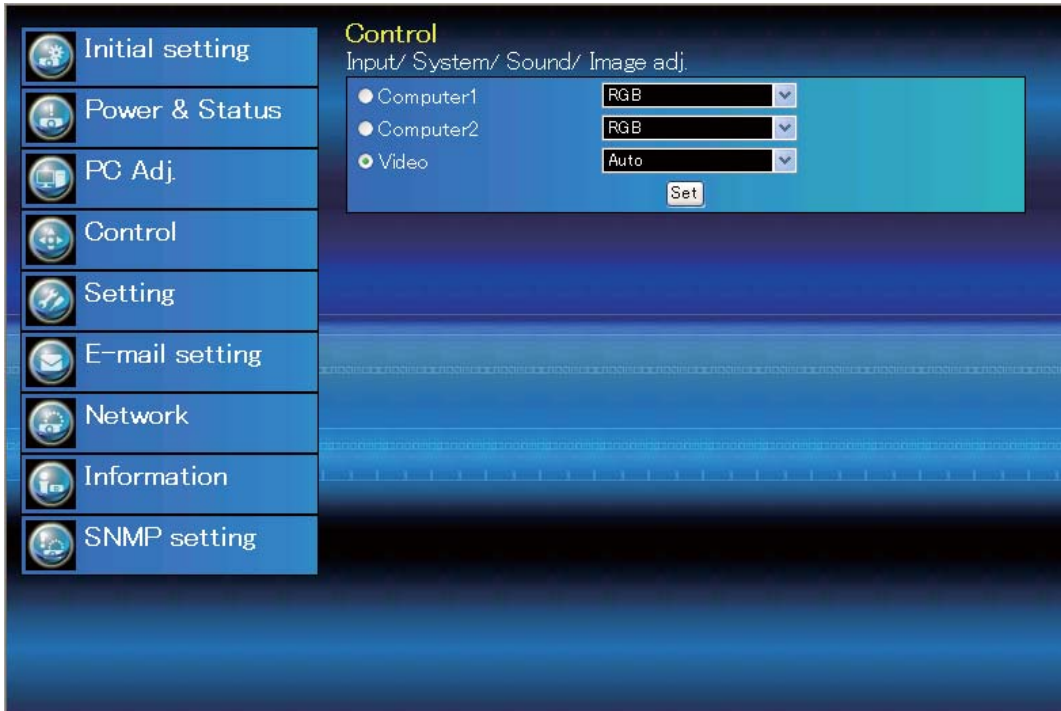 Initial setting
Power & Status
PC Adj.
Control
Setting
E-mail setting
Network
Information
SNMP setting
Control
Input/ System/ Sound/ Image adj.
Computer1 RGB
Computer2 RGB
Video Auto
Set